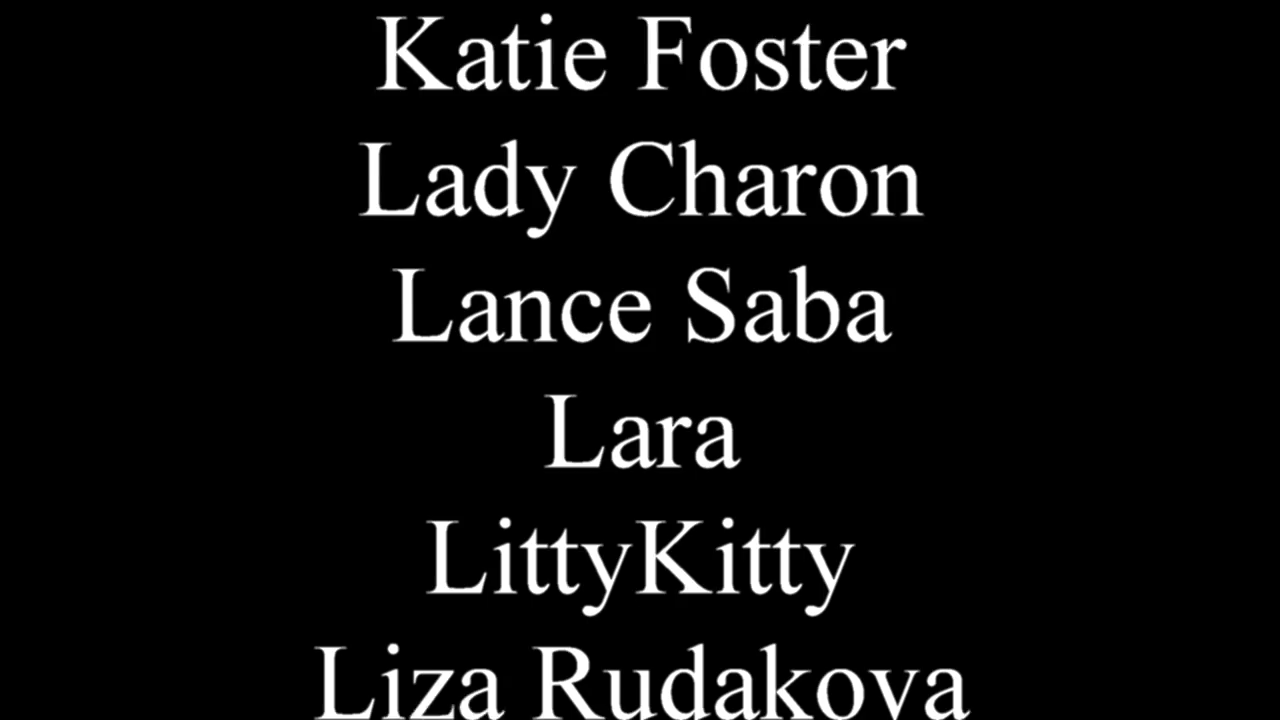 Katie Foster
Lady Charon
Lance Saba
Lara
LittyKitty
Liza Rudakova